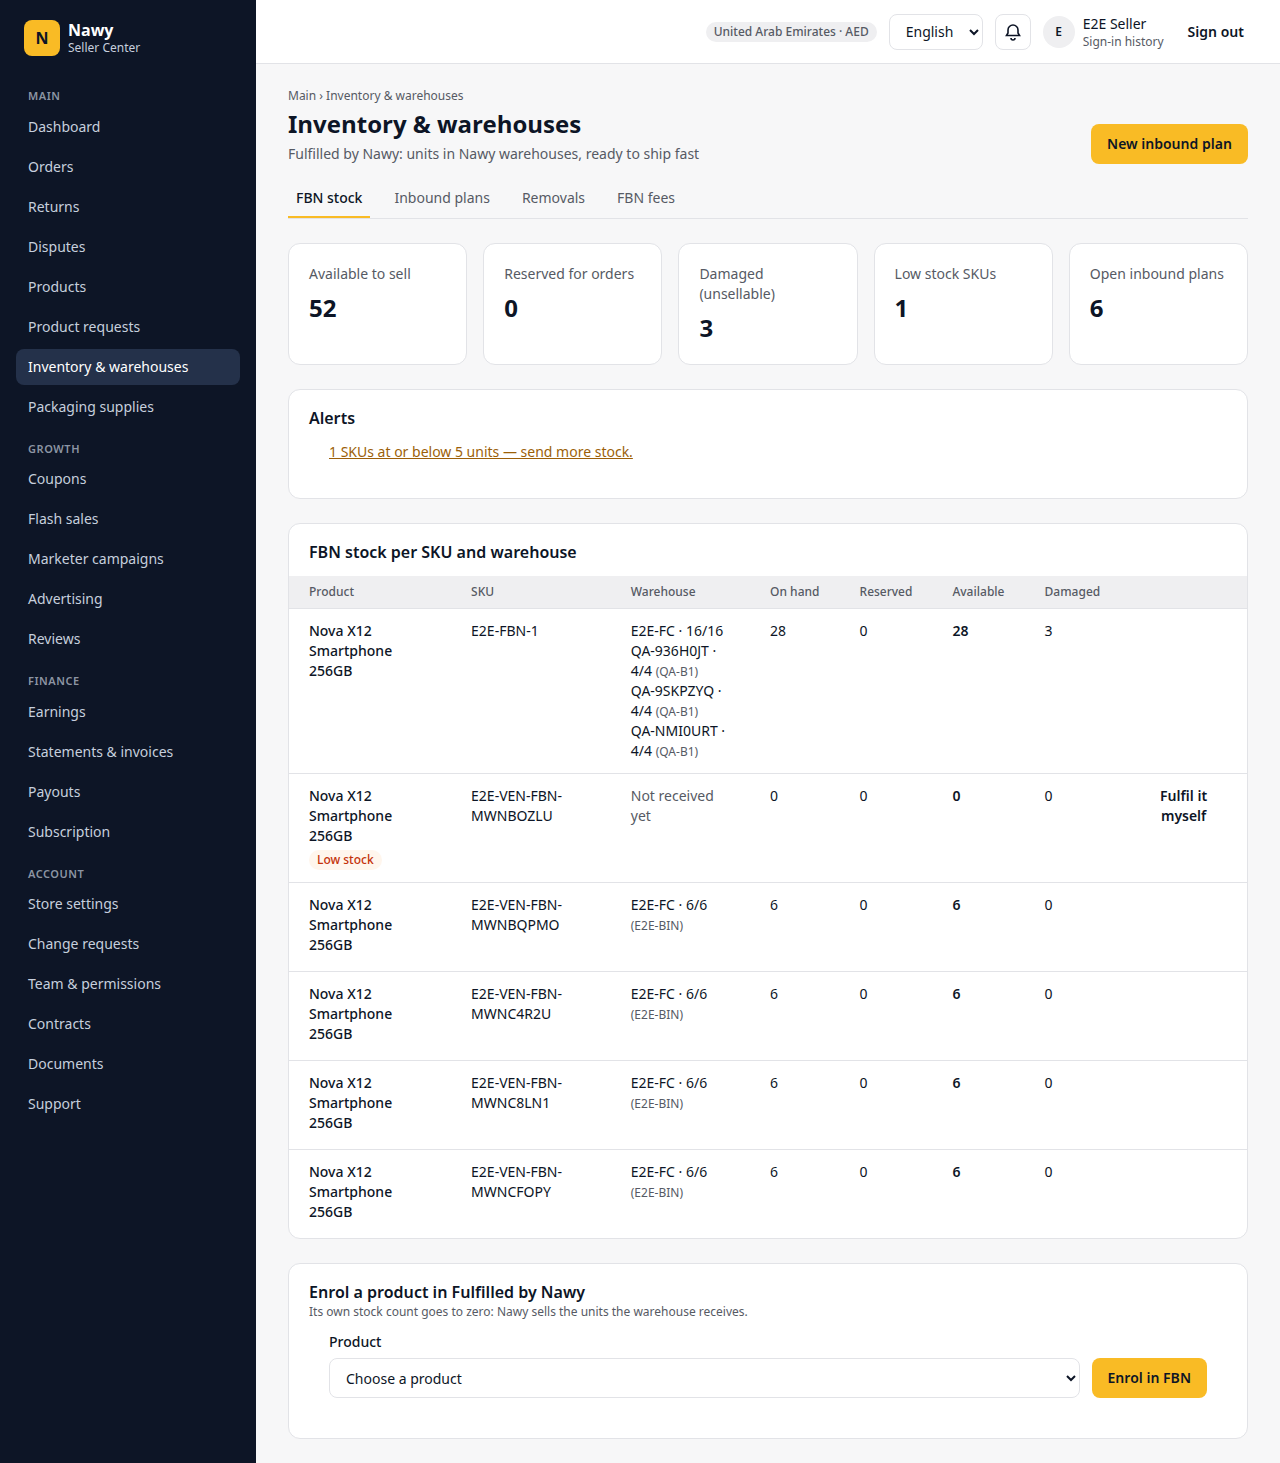 N
Nawy
Seller Center
MAIN
Dashboard
Orders
Returns
Disputes
Products
Product requests
Inventory & warehouses
Packaging supplies
GROWTH
Coupons
Flash sales
Marketer campaigns
Advertising
Reviews
FINANCE
Earnings
Statements & invoices
Payouts
Subscription
ACCOUNT
Store settings
Change requests
Team & permissions
Contracts
Documents
Support
United Arab Emirates · AED
English
E
E2E Seller
Sign-in history
Sign out
Main › Inventory & warehouses
Inventory & warehouses
Fulfilled by Nawy: units in Nawy warehouses, ready to ship fast
New inbound plan
FBN stock Inbound plans Removals FBN fees
Available to sell
52
Reserved for orders
0
Damaged
(unsellable)
3
Low stock SKUs
1
Open inbound plans
6
Alerts
1 SKUs at or below 5 units — send more stock.
FBN stock per SKU and warehouse
Product SKU Warehouse On hand Reserved Available Damaged
Nova X12 E2E-FBN-1 E2E-FC · 16/16 28 0 28 3
Smartphone QA-936H0JT ·
256GB 4/4 (QA-B1)
QA-9SKPZYQ ·
4/4 (QA-B1)
QA-NMI0URT ·
4/4 (QA-B1)
Nova X12 E2E-VEN-FBN- Not received 0 0 0 0 Fulfil it
Smartphone MWNBOZLU yet myself
256GB
Low stock
Nova X12 E2E-VEN-FBN- E2E-FC · 6/6 6 0 6 0
Smartphone MWNBQPMO (E2E-BIN)
256GB
Nova X12 E2E-VEN-FBN- E2E-FC · 6/6 6 0 6 0
Smartphone MWNC4R2U (E2E-BIN)
256GB
Nova X12 E2E-VEN-FBN- E2E-FC · 6/6 6 0 6 0
Smartphone MWNC8LN1 (E2E-BIN)
256GB
Nova X12 E2E-VEN-FBN- E2E-FC · 6/6 6 0 6 0
Smartphone MWNCFOPY (E2E-BIN)
256GB
Enrol a product in Fulfilled by Nawy
Its own stock count goes to zero: Nawy sells the units the warehouse receives.
Product
Choose a product
Enrol in FBN